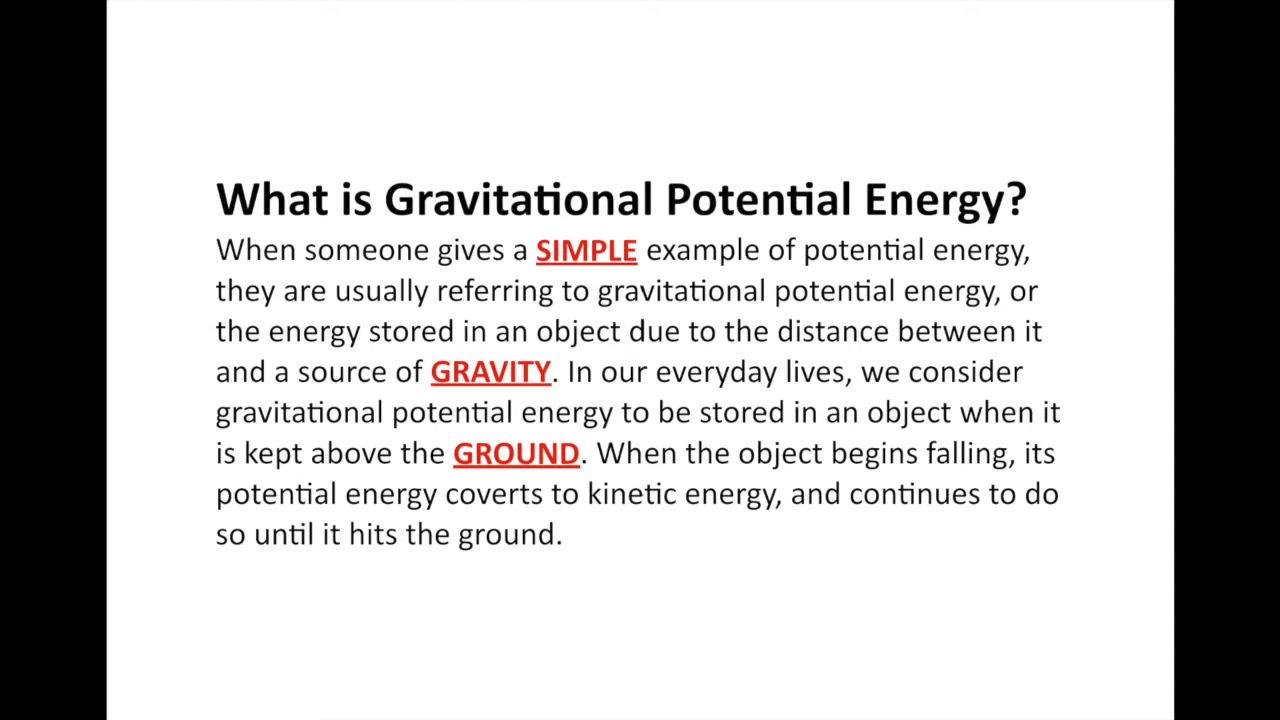 What is Gravitational Potential Energy?
When someone gives a SIMPLE example of potential energy,
they are usually referring to gravitational potential energy, or
the energy stored in an object due to the distance between it
and a source of GRAVITY. In our everyday lives, we consider
gravitational potential energy to be stored in an object when it
is kept above the GROUND. When the object begins falling, its
potential energy coverts to kinetic energy, and continues to do
so until it hits the ground.